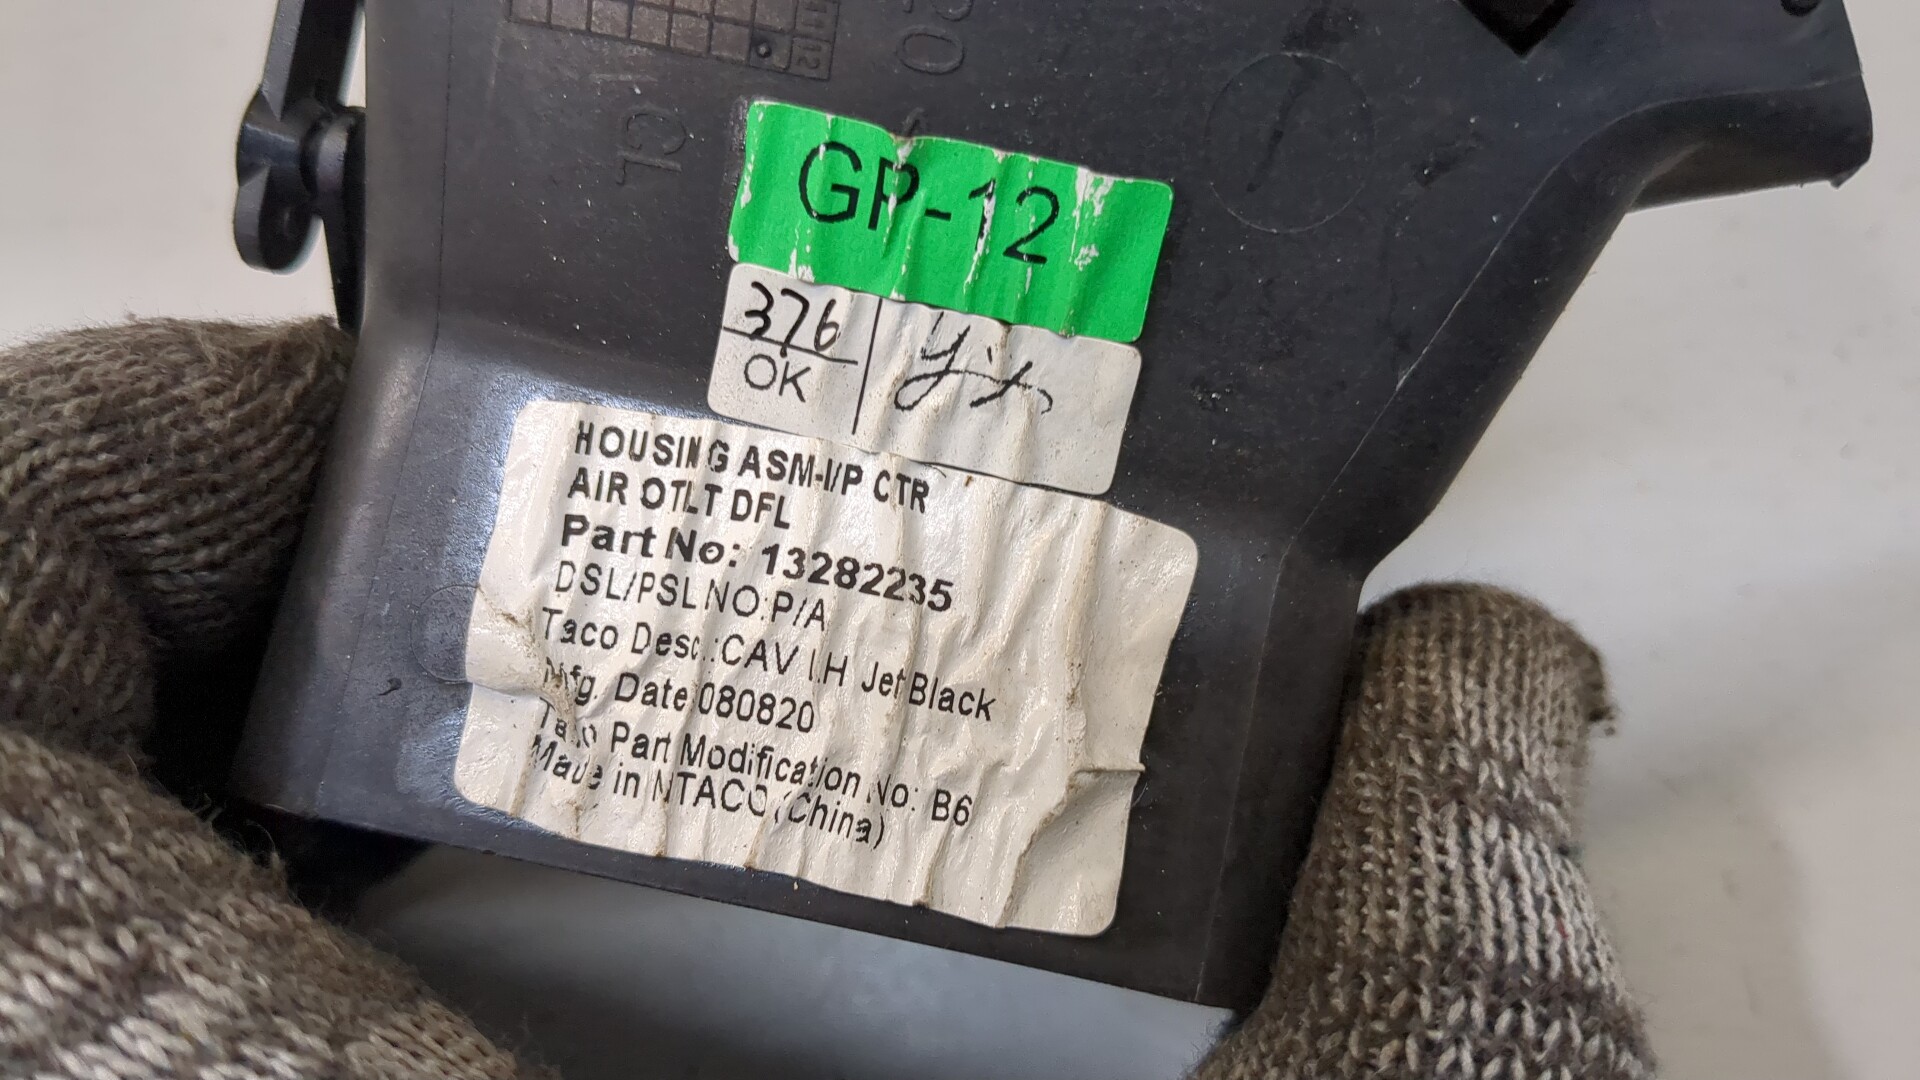 GP-12
376
OK
HOUSING ASM-I/P CTR
AIR OTLT DFL
Part No: 13282235
DSL/PSL NO:P/A
Taco Desc.:CAV LH Jet Black
Mfg. Date:080820
Taco Part Modification No: B6
Made in NTACO (China)